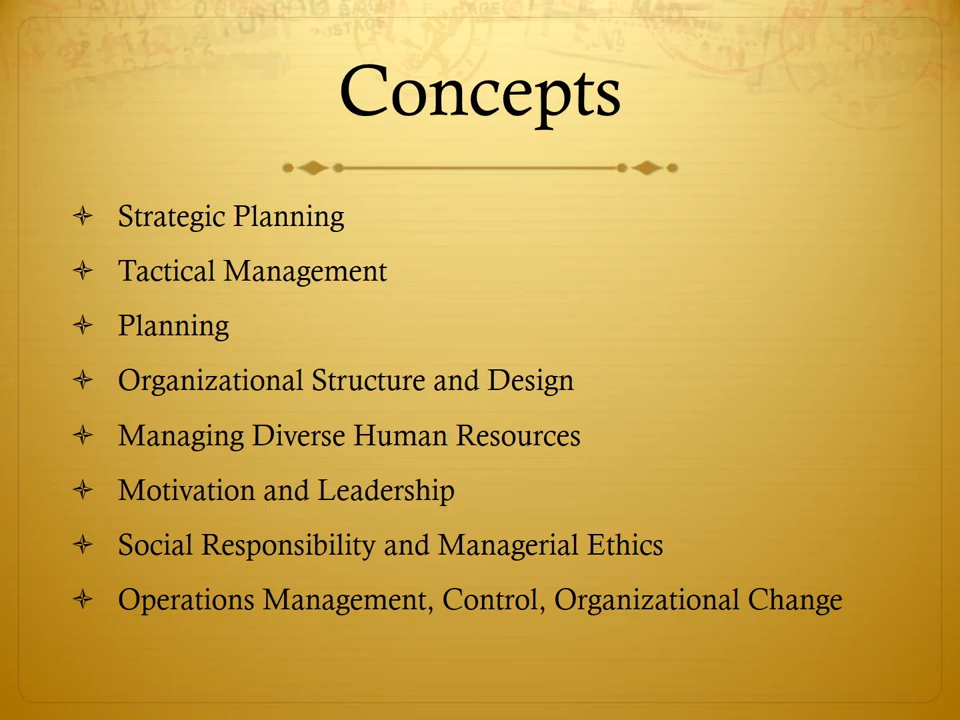 Concepts
Strategic Planning
Tactical Management
Planning
Organizational Structure and Design
Managing Diverse Human Resources
Motivation and Leadership
Social Responsibility and Managerial Ethics
Operations Management, Control, Organizational Change